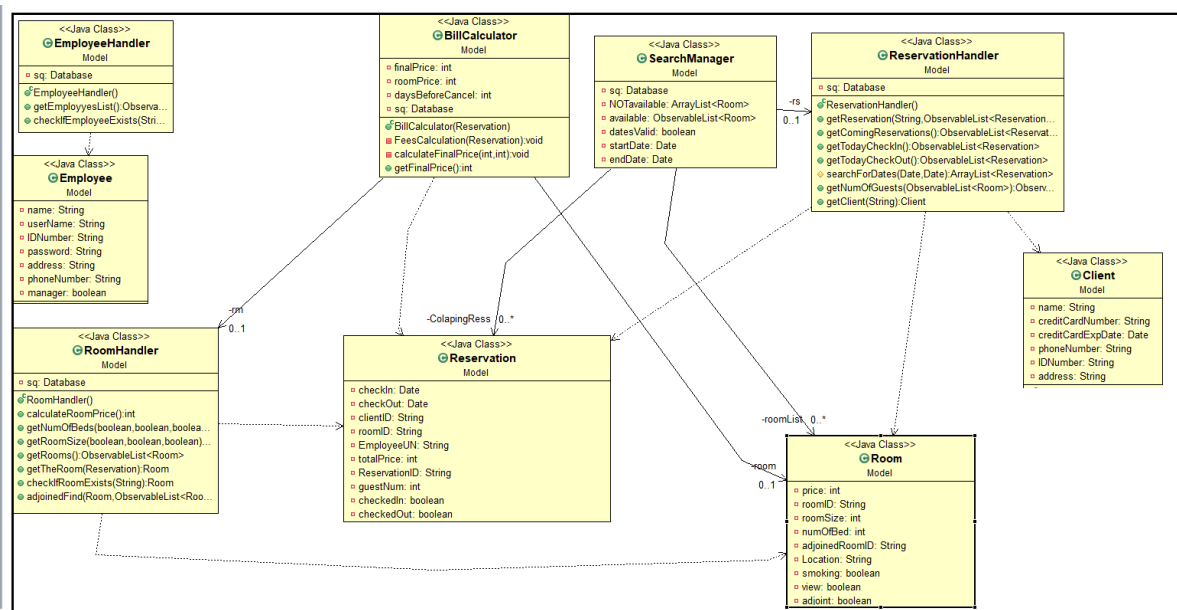 <<Java Class>>
EmployeeHandler
Model
sq: Database
EmployeeHandler()
getEmployyesList():Observa...
checkIfEmployeeExists(Stri...
<<Java Class>>
BillCalculator
Model
finalPrice: int
roomPrice: int
daysBeforeCancel: int
sq: Database
BillCalculator(Reservation)
FeesCalculation(Reservation):void
calculateFinalPrice(int,int):void
getFinalPrice():int
<<Java Class>>
SearchManager
Model
sq: Database
NOTavailable: ArrayList<Room>
available: ObservableList<Room>
datesValid: boolean
startDate: Date
endDate: Date
-rs
0..1
<<Java Class>>
ReservationHandler
Model
sq: Database
ReservationHandler()
getReservation(String,ObservableList<Reservation...
getComingReservations():ObservableList<Reservat...
getTodayCheckIn():ObservableList<Reservation>
getTodayCheckOut():ObservableList<Reservation>
searchForDates(Date,Date):ArrayList<Reservation>
getNumOfGuests(ObservableList<Room>):Observ...
getClient(String):Client
<<Java Class>>
Employee
Model
name: String
userName: String
IDNumber: String
password: String
address: String
phoneNumber: String
manager: boolean
<<Java Class>>
Client
Model
name: String
creditCardNumber: String
creditCardExpDate: Date
phoneNumber: String
IDNumber: String
address: String
-rm
0..1
-ColapingRess 0..*
<<Java Class>>
RoomHandler
Model
sq: Database
RoomHandler()
calculateRoomPrice():int
getNumOfBeds(boolean,boolean,boolea...
getRoomSize(boolean,boolean,boolean)...
getRooms():ObservableList<Room>
getTheRoom(Reservation):Room
checkIfRoomExists(String):Room
adjoinedFind(Room,ObservableList<Roo...
<<Java Class>>
Reservation
Model
checkIn: Date
checkOut: Date
clientID: String
roomID: String
EmployeeUN: String
totalPrice: int
ReservationID: String
guestNum: int
checkedIn: boolean
checkedOut: boolean
-roomList 0..*
-room
0..1
<<Java Class>>
Room
Model
price: int
roomID: String
roomSize: int
numOfBed: int
adjoinedRoomID: String
Location: String
smoking: boolean
view: boolean
adjoint: boolean